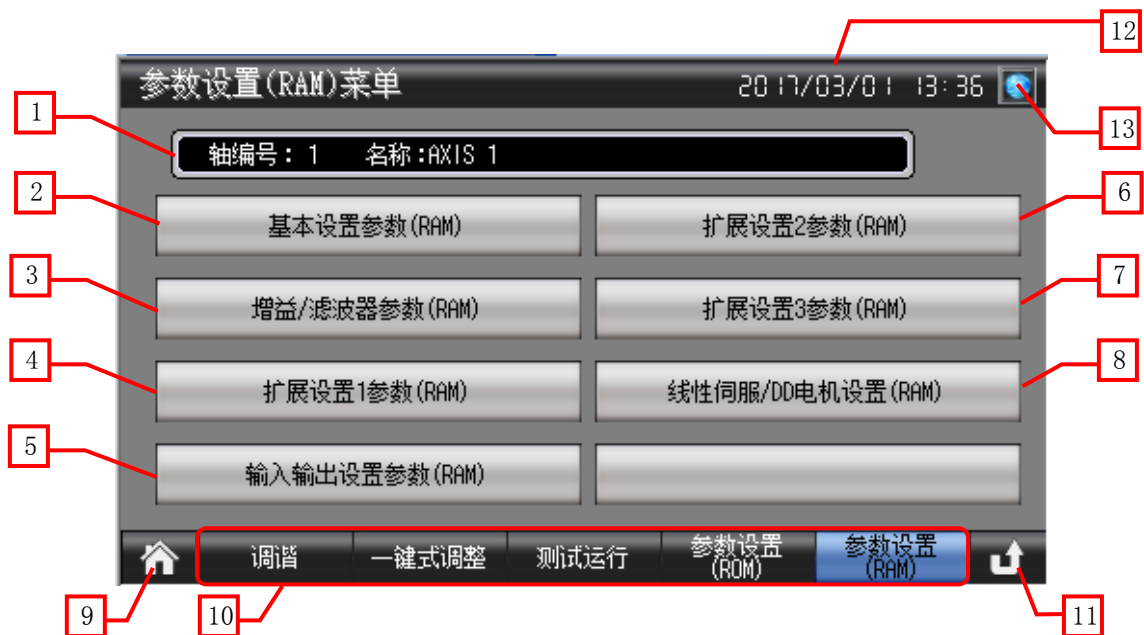 12
参数设置(RAM)菜单 2017/03/01 13:36
1
13
轴编号: 1 名称:AXIS 1
2
6
基本设置参数(RAM) 扩展设置2参数(RAM)
3
7
增益/滤波器参数(RAM) 扩展设置3参数(RAM)
4
8
扩展设置1参数(RAM) 线性伺服/DD电机设置(RAM)
5
输入输出设置参数(RAM)
调谐 一键式调整 测试运行 参数设置 参数设置
(ROM) (RAM)
9 10 11